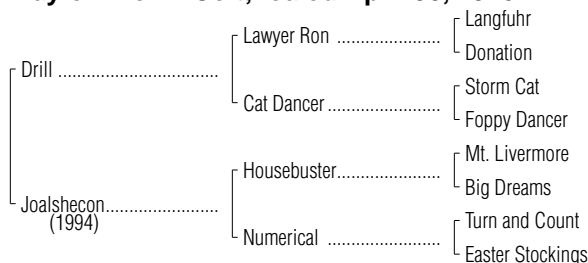 Langfuhr
Lawyer Ron ..........................
Donation
Drill ........................................
Storm Cat
Cat Dancer ............................
Foppy Dancer
Mt. Livermore
Housebuster..........................
Big Dreams
Joalshecon............................
(1994)
Turn and Count
Numerical ..............................
Easter Stockings